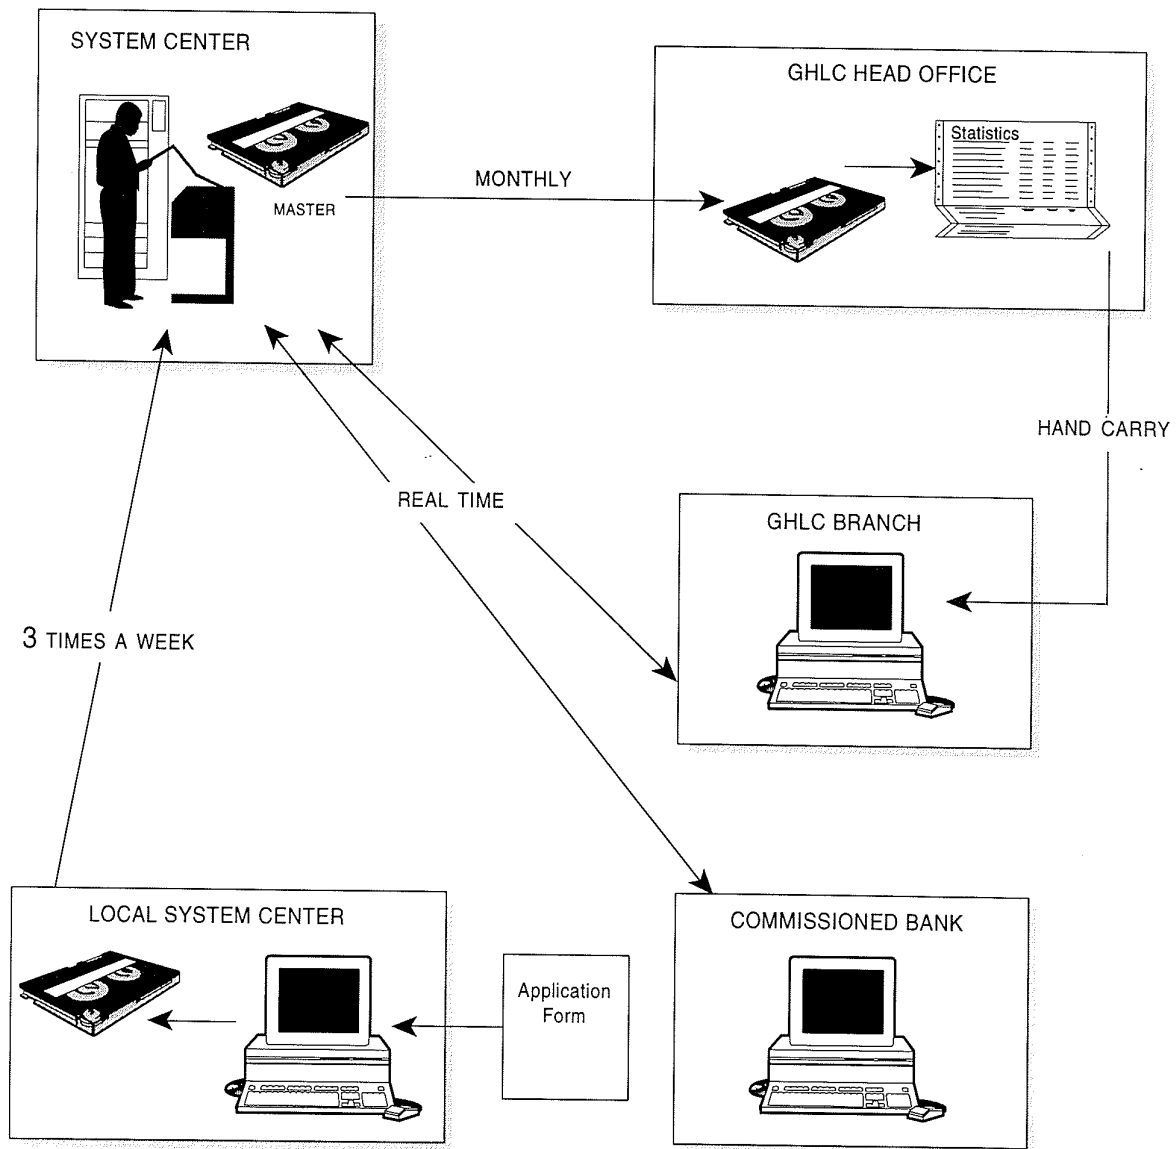 SYSTEM CENTER
MASTER
MONTHLY
GHLC HEAD OFFICE
Statistics
HAND CARRY
REAL TIME
GHLC BRANCH
3 TIMES A WEEK
LOCAL SYSTEM CENTER
Application
Form
COMMISSIONED BANK